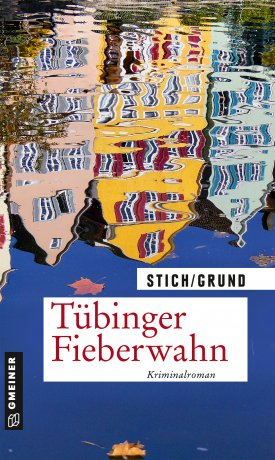 STICH/GRUND
Tübinger
Fieberwahn
Kriminalroman
GMEINER